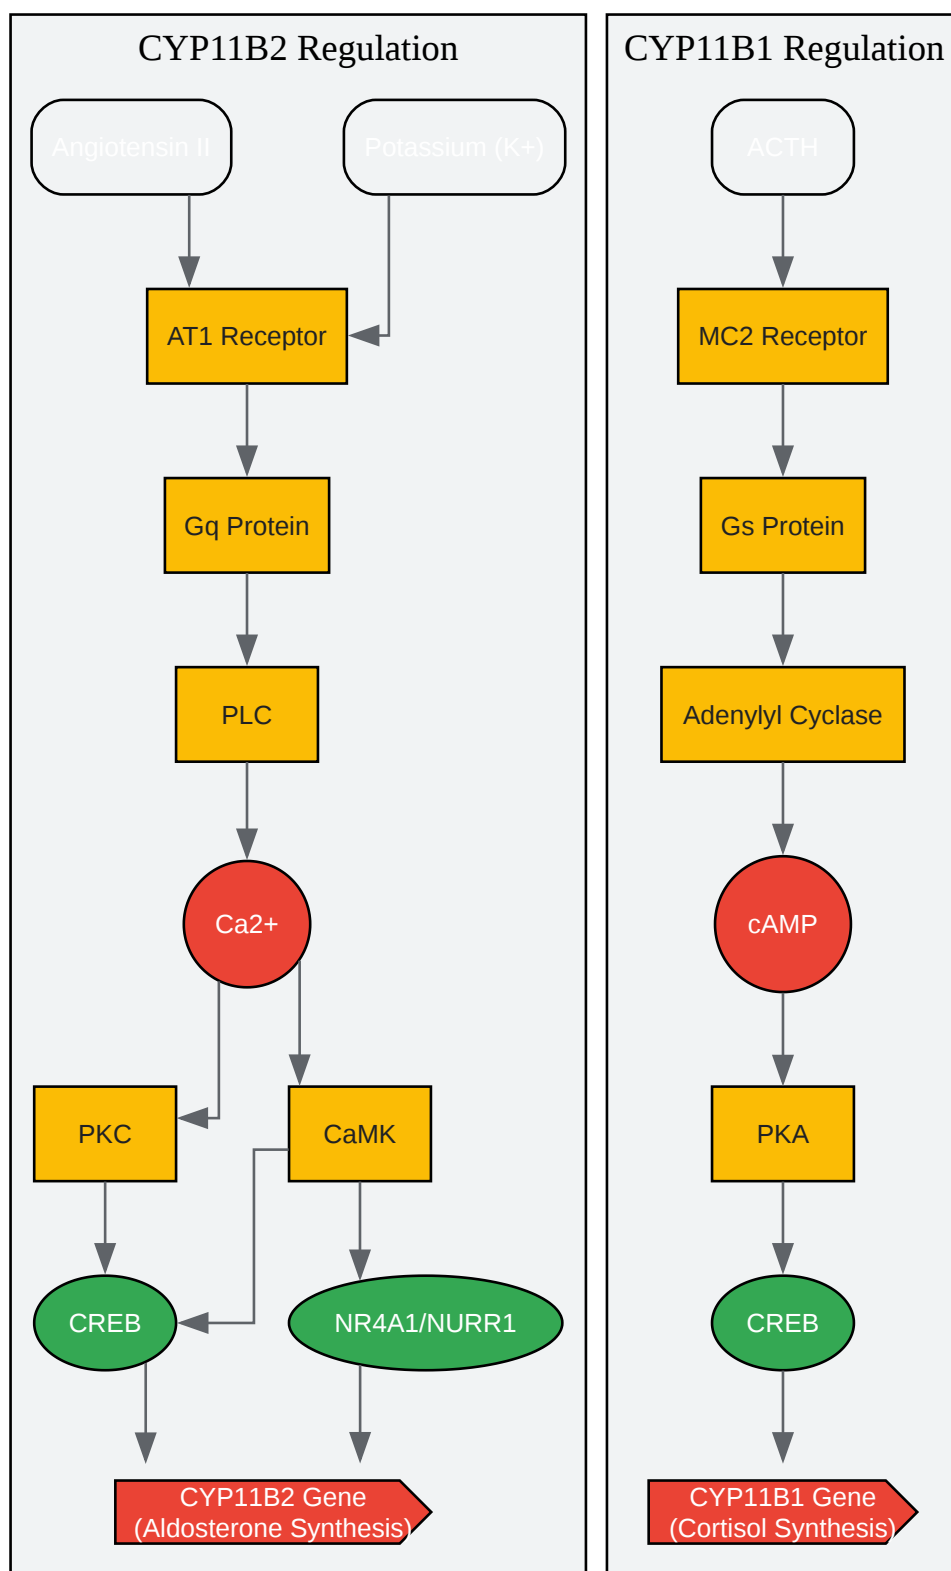 CYP11B2 Regulation
Angiotensin II
Potassium (K+)
AT1 Receptor
Gq Protein
PLC
Ca2+
PKC
CaMK
CREB
NR4A1/NURR1
CYP11B2 Gene
(Aldosterone Synthesis)
CYP11B1 Regulation
ACTH
MC2 Receptor
Gs Protein
Adenylyl Cyclase
cAMP
PKA
CREB
CYP11B1 Gene
(Cortisol Synthesis)